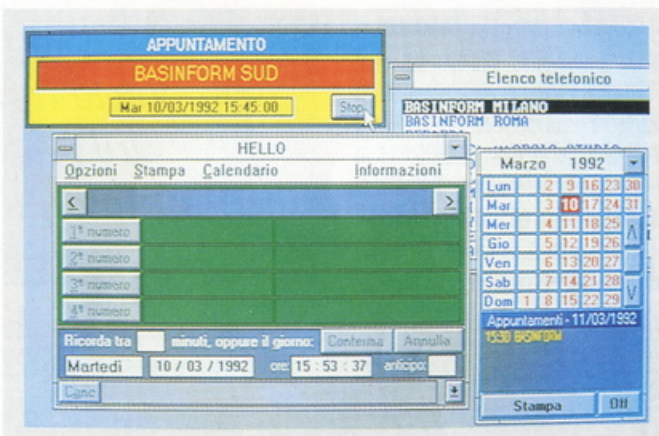 APPUNTAMENTO
BASINFORM SUD
Mar 10/03/1992 15:45:00
Stop
Elenco telefonico
BASINFORM MILANO
BASINFORM ROMA
STUDIO
HELLO
Opzioni Stampa Calendario Informazioni
< >
1° numero
2° numero
3° numero
4° numero
Ricorda tra minuti, oppure il giorno: Conferma Annulla
Martedì 10 / 03 / 1992 ore: 15 : 53 : 37 anticipo:
Canc
Marzo 1992
Lun 2 9 16 23 30
Mar 3 10 17 24 31
Mer 4 11 18 25
Gio 5 12 19 26
Ven 6 13 20 27
Sab 7 14 21 28
Dom 1 8 15 22 29
Appuntamenti - 11/03/1992
15:30 BASINFORM
Stampa Off